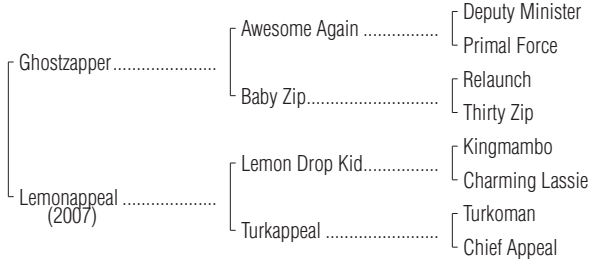 Deputy Minister
Awesome Again ................
Primal Force
Ghostzapper......................
Relaunch
Baby Zip............................
Thirty Zip
Kingmambo
Lemon Drop Kid................
Charming Lassie
Lemonappeal ....................
(2007)
Turkoman
Turkappeal ........................
Chief Appeal